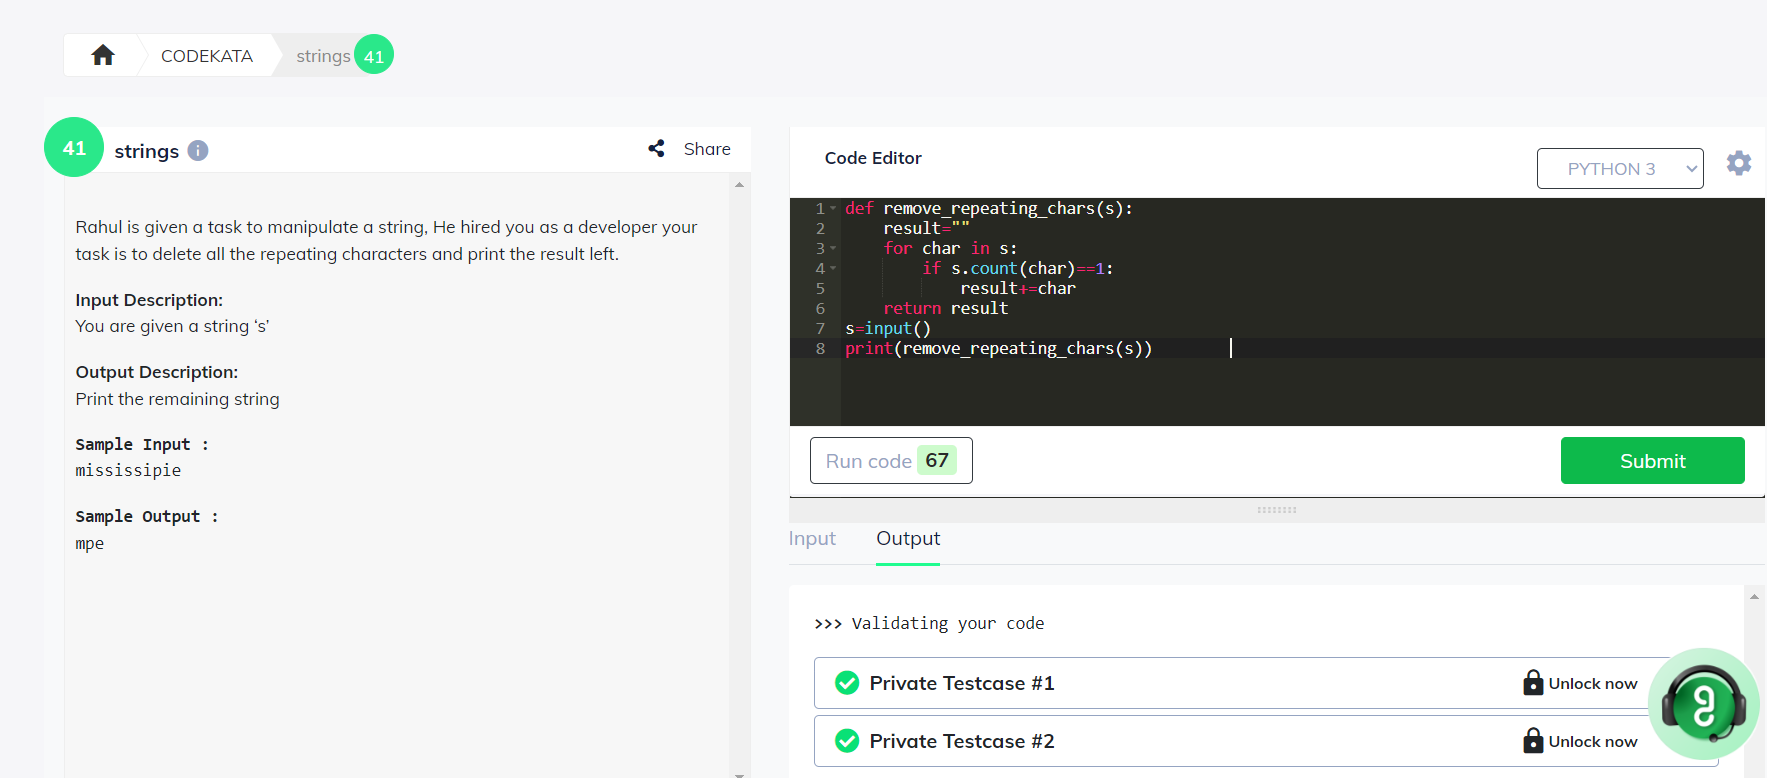 CODEKATA
strings 41
41 strings
Share
Rahul is given a task to manipulate a string, He hired you as a developer your
task is to delete all the repeating characters and print the result left.
Input Description:
You are given a string ‘s’
Output Description:
Print the remaining string
Sample Input :
mississipie
Sample Output :
mpe
Code Editor
PYTHON 3
1 def remove_repeating_chars(s):
2     result=""
3     for char in s:
4         if s.count(char)==1:
5             result+=char
6     return result
7 s=input()
8 print(remove_repeating_chars(s))
Run code 67
Submit
Input Output
>>> Validating your code
Private Testcase #1 Unlock now
Private Testcase #2 Unlock now